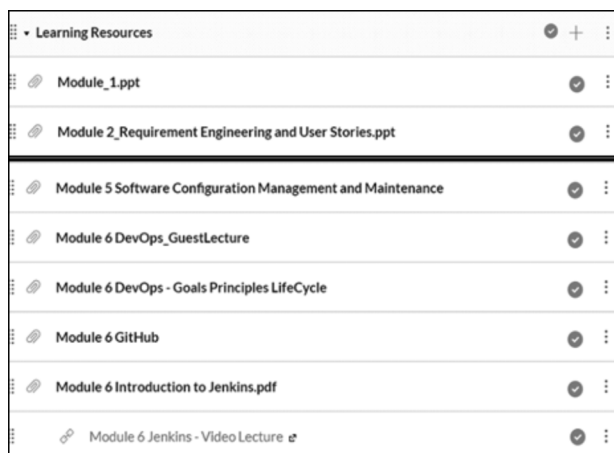 Learning Resources
Module_1.ppt
Module 2_Requirement Engineering and User Stories.ppt
Module 5 Software Configuration Management and Maintenance
Module 6 DevOps_GuestLecture
Module 6 DevOps - Goals Principles LifeCycle
Module 6 GitHub
Module 6 Introduction to Jenkins.pdf
Module 6 Jenkins - Video Lecture